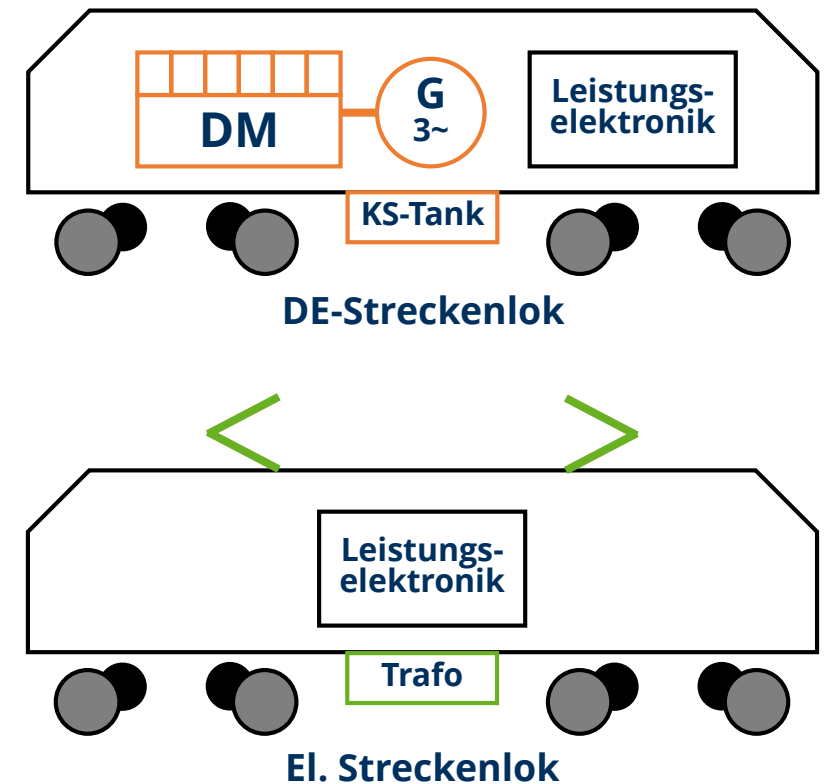 DM
G
3~
Leistungs-
elektronik
KS-Tank
DE-Streckenlok
Leistungs-
elektronik
Trafo
El. Streckenlok